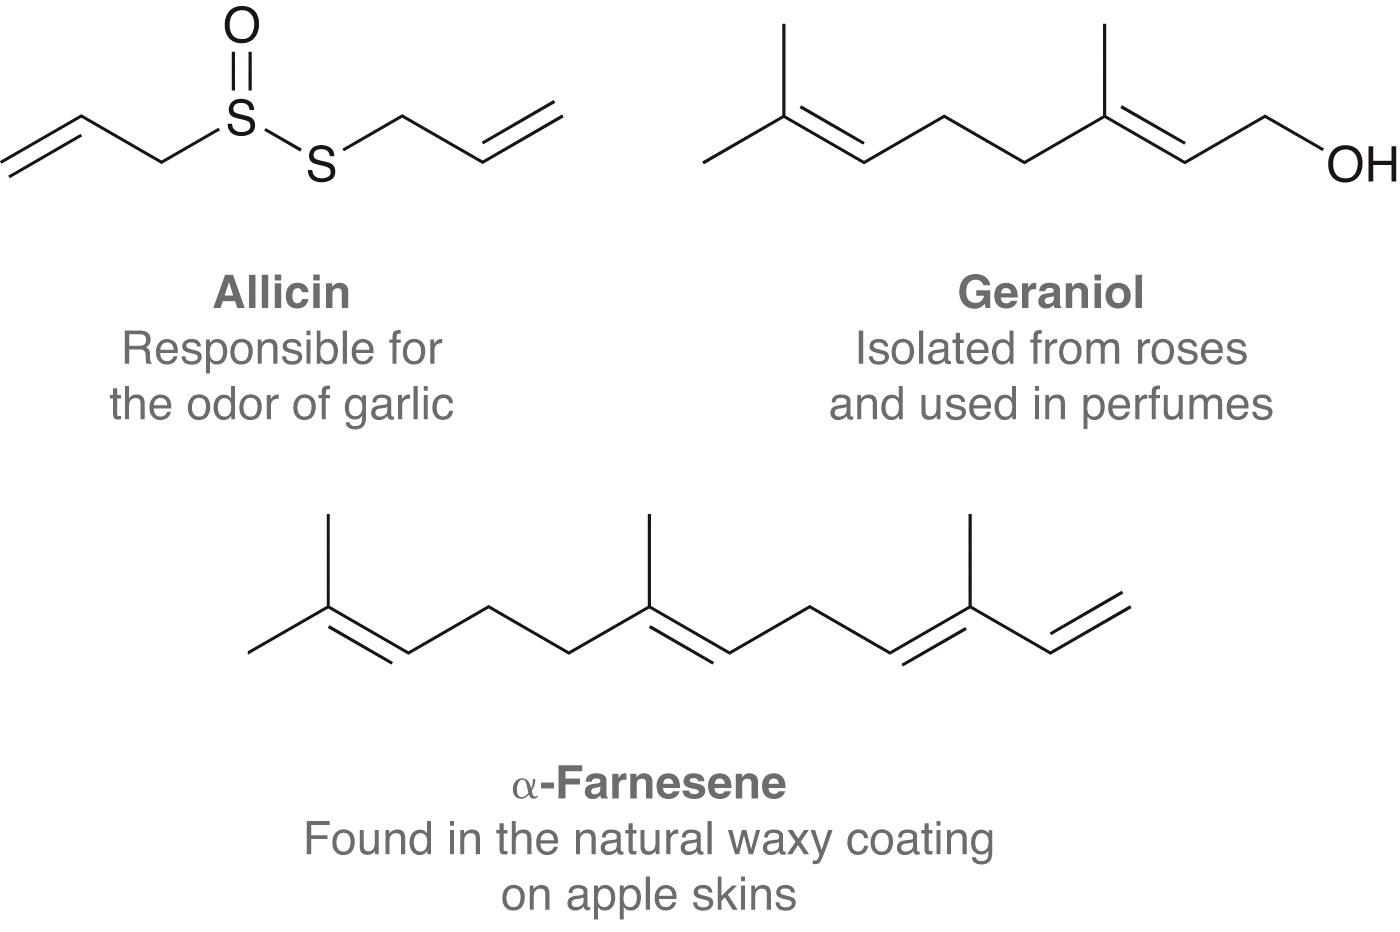 O
S
S
OH
Allicin
Responsible for
the odor of garlic
Geraniol
Isolated from roses
and used in perfumes
α-Farnesene
Found in the natural waxy coating
on apple skins